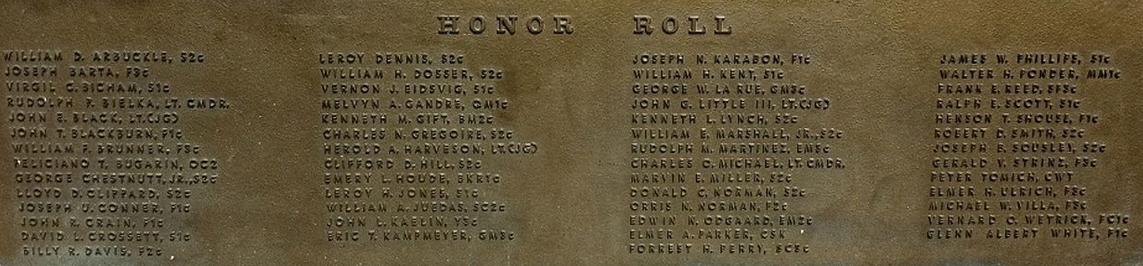 HONOR ROLL
WILLIAM D. ARBUCKLE, S2c
JOSEPH BARTA, F3c
VIRGIL C. BICHAM, S1c
RUDOLPH P. BIELKA, LT. CMDR.
JOHN E. BLACK, LT.(JG)
JOHN T. BLACKBURN, F1c
WILLIAM F. BRUNNER, F3c
FELICIANO T. BUGARIN, OC2
GEORGE CHESTNUTT, JR., S2c
LLOYD D. CLIPPARD, S2c
JOSEPH U. CONNER, F1c
JOHN R. CRAIN, F1c
DAVID L. CROSSETT, S1c
BILLY R. DAVIS, F2c
LEROY DENNIS, S2c
WILLIAM H. DOSSER, S2c
VERNON J. EIDSVIG, S1c
MELVYN A. GANDRE, QM1c
KENNETH M. GIFT, BM2c
CHARLES N. GREGOIRE, S2c
HEROLD A. HARVESON, LT.(JG)
CLIFFORD D. HILL, S2c
EMERY L. HOUDE, BKR1c
LEROY H. JONES, S1c
WILLIAM A. JUEDAS, SC2c
JOHN L. KAELIN, Y3c
ERIC T. KAMPMEYER, GM3c
JOSEPH N. KARABON, F1c
WILLIAM H. KENT, S1c
GEORGE W. LA RUE, GM3c
JOHN G. LITTLE III, LT.(JG)
KENNETH L. LYNCH, S2c
WILLIAM E. MARSHALL, JR., S2c
RUDOLPH M. MARTINEZ, EM3c
CHARLES O. MICHAEL, LT. CMDR.
MARVIN E. MILLER, S2c
DONALD C. NORMAN, S2c
ORRIS N. NORMAN, F2c
EDWIN N. ODGAARD, EM2c
ELMER A. PARKER, CSK
FORREST H. PERRY, SC3c
JAMES W. PHILLIPS, S1c
WALTER H. PONDER, MM1c
FRANK E. REED, SF3c
RALPH E. SCOTT, S1c
HENSON T. SHOUSE, F1c
ROBERT D. SMITH, S2c
JOSEPH B. SOUSLEY, S2c
GERALD V. STRINZ, F3c
PETER TOMICH, CWT
ELMER H. ULRICH, F3c
MICHAEL W. VILLA, F3c
VERNARD O. WETRICH, FC1c
GLENN ALBERT WHITE, F1c